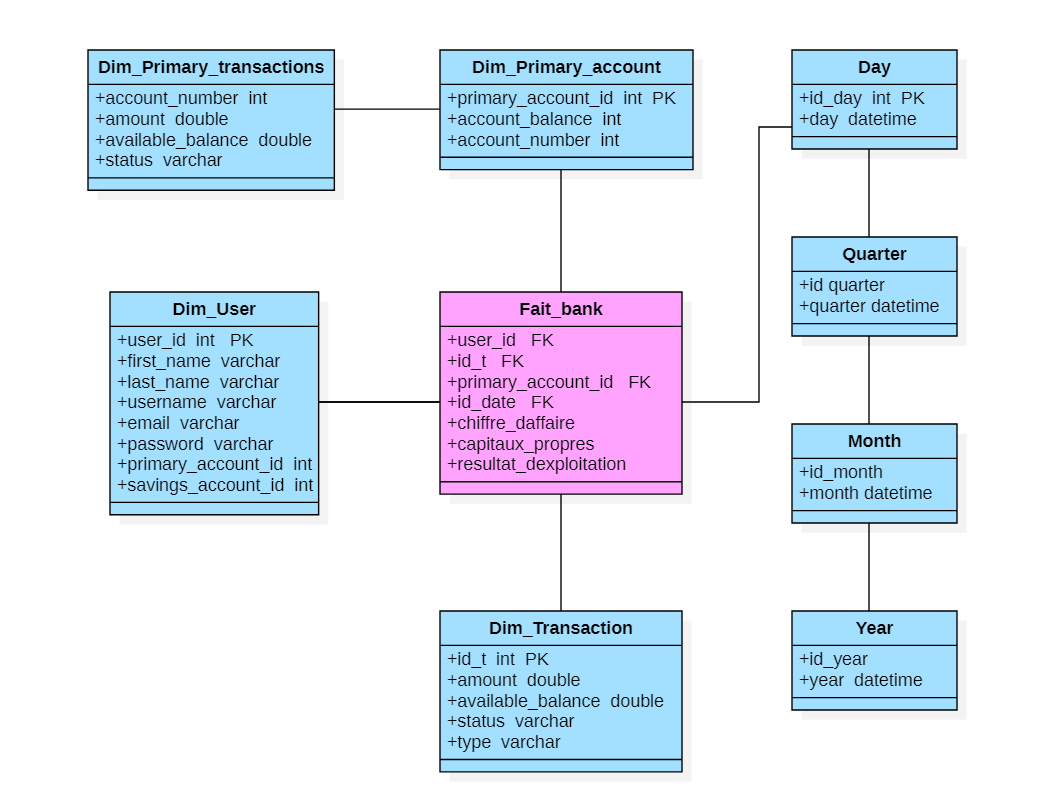 Dim_Primary_transactions
+account_number int
+amount double
+available_balance double
+status varchar
Dim_Primary_account
+primary_account_id int PK
+account_balance int
+account_number int
Day
+id_day int PK
+day datetime
Quarter
+id quarter
+quarter datetime
Dim_User
+user_id int PK
+first_name varchar
+last_name varchar
+username varchar
+email varchar
+password varchar
+primary_account_id int
+savings_account_id int
Fait_bank
+user_id FK
+id_t FK
+primary_account_id FK
+id_date FK
+chiffre_daffaire
+capitaux_propres
+resultat_dexploitation
Month
+id_month
+month datetime
Dim_Transaction
+id_t int PK
+amount double
+available_balance double
+status varchar
+type varchar
Year
+id_year
+year datetime